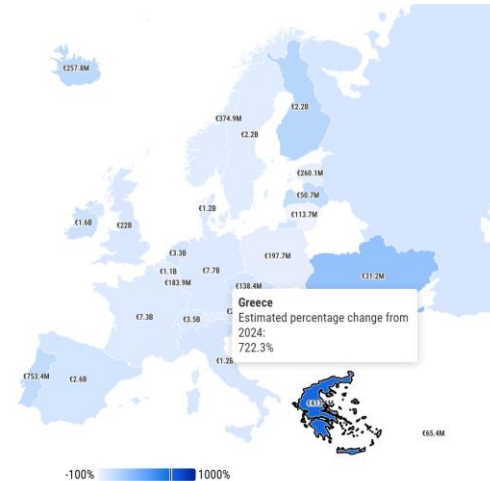 €257.8M
€374.9M
€2.2B
€2.2B
€260.1M
€50.7M
€113.7M
€1.2B
€1.6B
€22B
€3.3B
€1.1B
€7.7B
€197.7M
€183.9M
€138.4M
€31.2M
€7.3B
€3.5B
€1.2B
€753.4M
€2.6B
Greece
Estimated percentage change from
2024:
722.3%
€65.4M
-100%
1000%